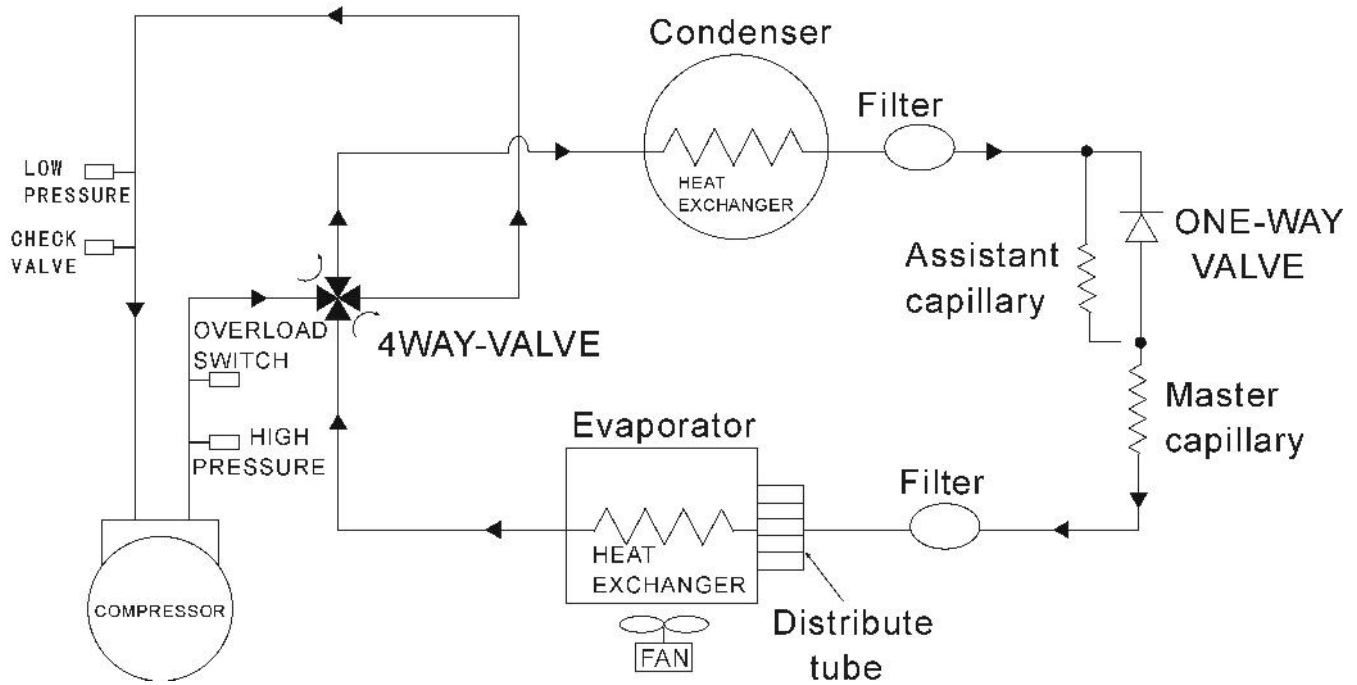 Condenser
Filter
HEAT
EXCHANGER
LOW
PRESSURE
CHECK
VALVE
ONE-WAY
VALVE
Assistant
capillary
OVERLOAD
SWITCH
4WAY-VALVE
HIGH
PRESSURE
Master
capillary
Evaporator
Filter
HEAT
EXCHANGER
COMPRESSOR
Distribute
tube
FAN